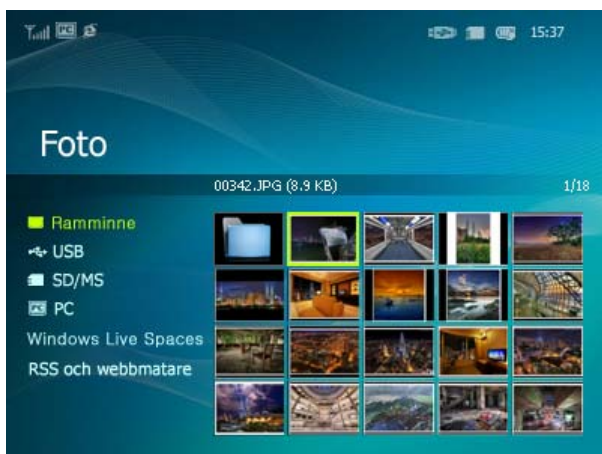 PC
15:37
Foto
00342.JPG (8.9 KB)
1/18
Ramminne
USB
SD/MS
PC
Windows Live Spaces
RSS och webbmatare